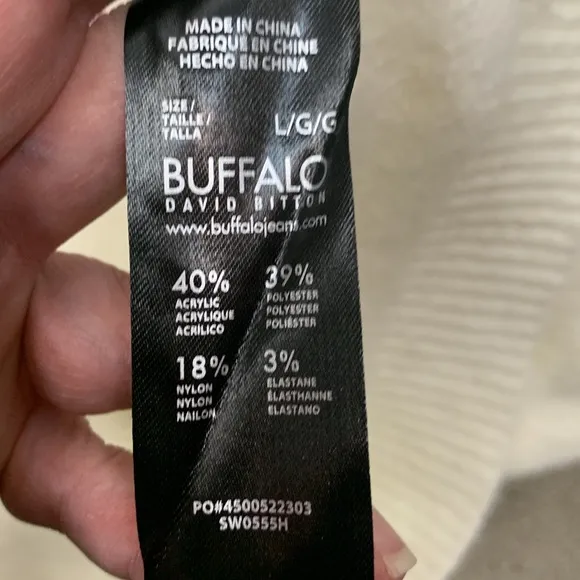 MADE IN CHINA
FABRIQUÉ EN CHINE
HECHO EN CHINA
SIZE /
TAILLE /
TALLA
L/G/G
BUFFALO
DAVID BITTON
www.buffalojeans.com
40%
ACRYLIC
ACRYLIQUE
ACRÍLICO
39%
POLYESTER
POLYESTER
POLIÉSTER
18%
NYLON
NYLON
NAILON
3%
ELASTANE
ÉLASTHANNE
ELASTANO
PO#4500522303
SW0555H